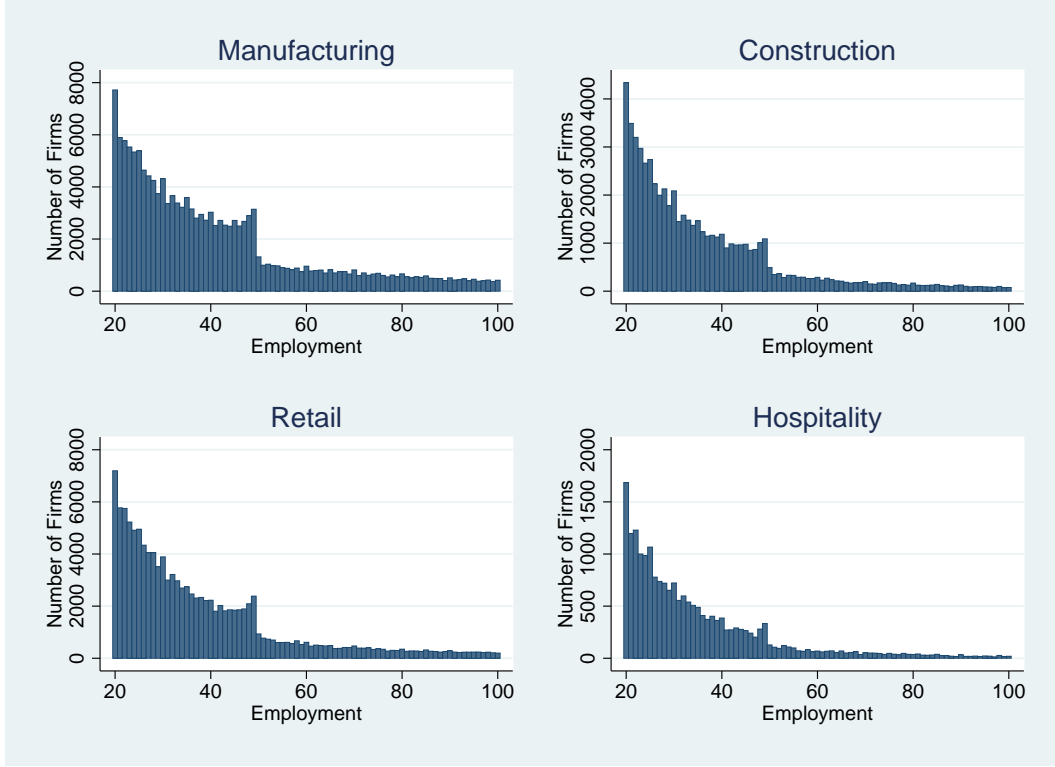 Manufacturing
Number of Firms
0 2000 4000 6000 8000
20 40 60 80 100
Employment
Construction
Number of Firms
0 1000 2000 3000 4000
20 40 60 80 100
Employment
Retail
Number of Firms
0 2000 4000 6000 8000
20 40 60 80 100
Employment
Hospitality
Number of Firms
0 500 1000 1500 2000
20 40 60 80 100
Employment